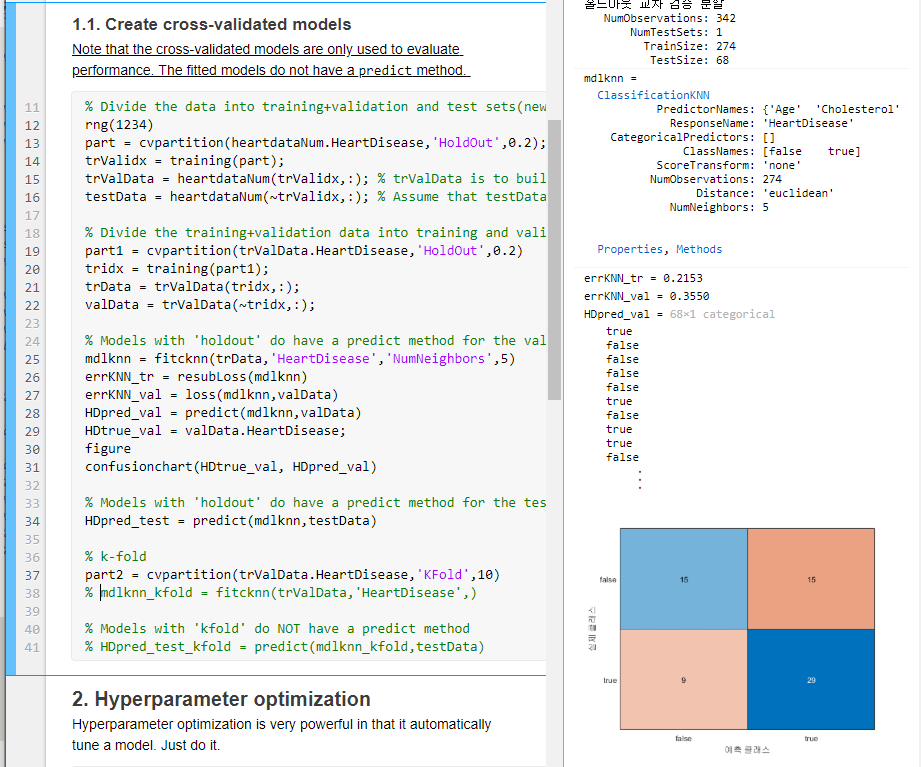 1.1. Create cross-validated models
Note that the cross-validated models are only used to evaluate
performance. The fitted models do not have a predict method.
11 % Divide the data into training+validation and test sets(new
12 rng(1234)
13 part = cvpartition(heartdataNum.HeartDisease,'HoldOut',0.2);
14 trValidx = training(part);
15 trValData = heartdataNum(trValidx,:); % trValData is to buil
16 testData = heartdataNum(~trValidx,:); % Assume that testData
17
18 % Divide the training+validation data into training and vali
19 part1 = cvpartition(trValData.HeartDisease,'HoldOut',0.2)
20 tridx = training(part1);
21 trData = trValData(tridx,:);
22 valData = trValData(~tridx,:);
23
24 % Models with 'holdout' do have a predict method for the val
25 mdlknn = fitcknn(trData,'HeartDisease','NumNeighbors',5)
26 errKNN_tr = resubLoss(mdlknn)
27 errKNN_val = loss(mdlknn,valData)
28 HDpred_val = predict(mdlknn,valData)
29 HDtrue_val = valData.HeartDisease;
30 figure
31 confusionchart(HDtrue_val, HDpred_val)
32
33 % Models with 'holdout' do have a predict method for the tes
34 HDpred_test = predict(mdlknn,testData)
35
36 % k-fold
37 part2 = cvpartition(trValData.HeartDisease,'KFold',10)
38 % mdlknn_kfold = fitcknn(trValData,'HeartDisease',)
39
40 % Models with 'kfold' do NOT have a predict method
41 % HDpred_test_kfold = predict(mdlknn_kfold,testData)
2. Hyperparameter optimization
Hyperparameter optimization is very powerful in that it automatically
tune a model. Just do it.
홀드아웃 교차 검증 분할
NumObservations: 342
NumTestSets: 1
TrainSize: 274
TestSize: 68
mdlknn =
ClassificationKNN
PredictorNames: {'Age' 'Cholesterol'
ResponseName: 'HeartDisease'
CategoricalPredictors: []
ClassNames: [false true]
ScoreTransform: 'none'
NumObservations: 274
Distance: 'euclidean'
NumNeighbors: 5
Properties, Methods
errKNN_tr = 0.2153
errKNN_val = 0.3550
HDpred_val = 68×1 categorical
true
false
false
false
false
true
false
true
true
false
false 15 15
true 9 29
실제 클래스
false true
예측 클래스